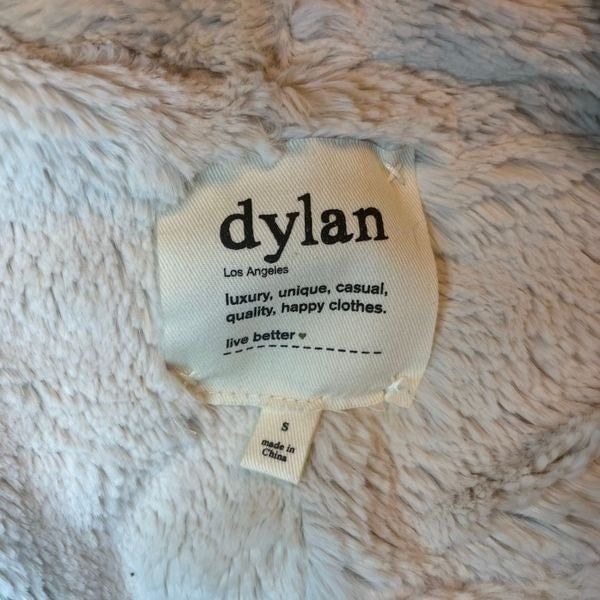 dylan
Los Angeles
luxury, unique, casual,
quality, happy clothes.
live better ♥
S
made in
China